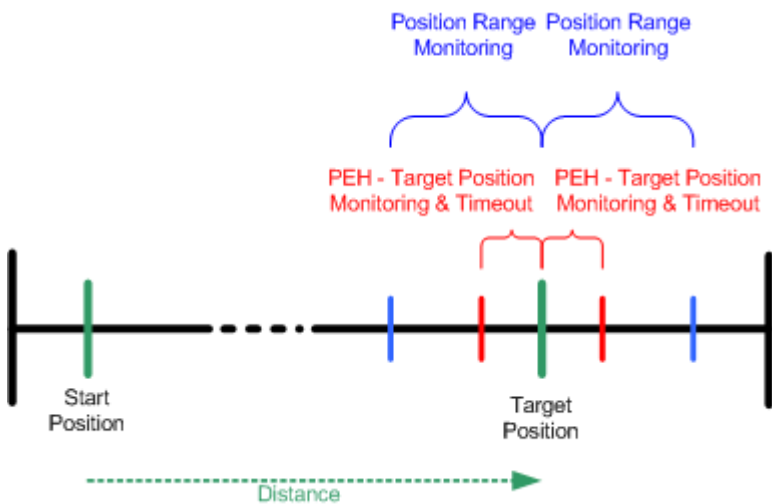 Position Range
Monitoring
Position Range
Monitoring
PEH - Target Position
Monitoring & Timeout
PEH - Target Position
Monitoring & Timeout
Start
Position
Target
Position
Distance